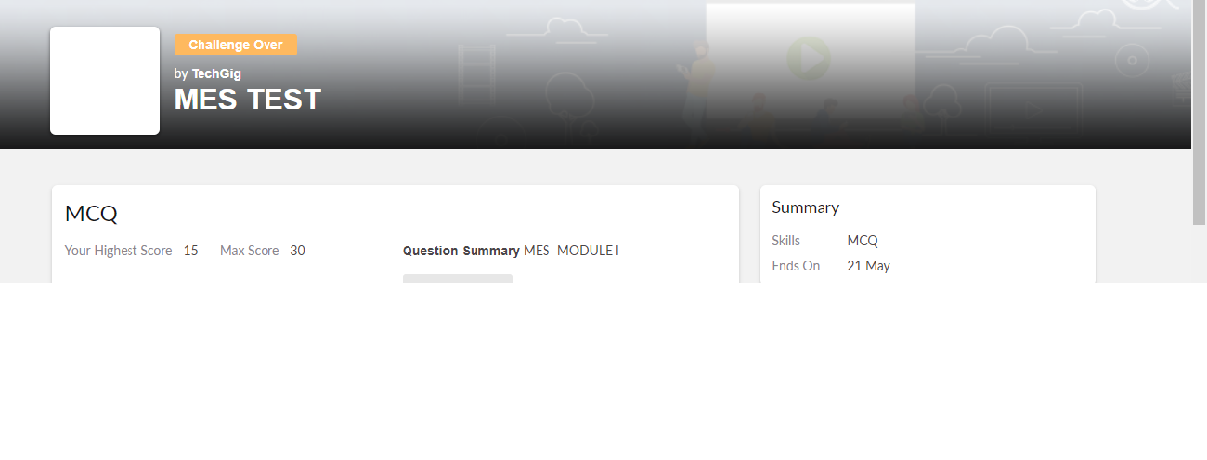 Challenge Over
by TechGig
MES TEST
MCQ
Your Highest Score 15 Max Score 30
Question Summary MES MODULE I
Summary
Skills MCQ
Ends On 21 May